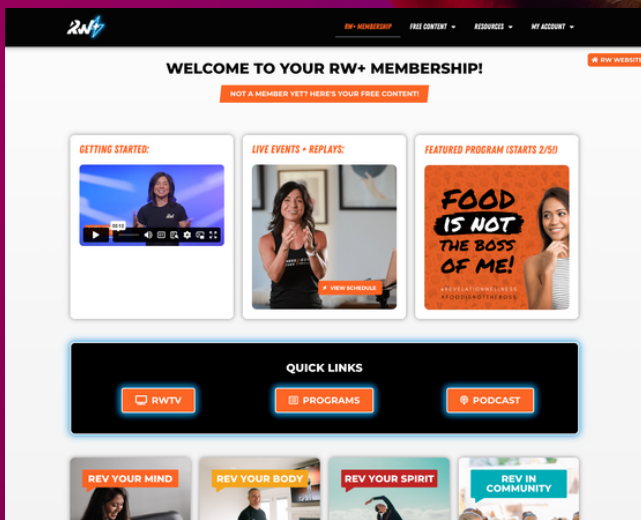 RW
RW+ MEMBERSHIP
FREE CONTENT
RESOURCES
MY ACCOUNT
RW WEBSITE
WELCOME TO YOUR RW+ MEMBERSHIP!
NOT A MEMBER YET? HERE'S YOUR FREE CONTENT!
GETTING STARTED:
LIVE EVENTS + REPLAYS:
FEATURED PROGRAM (STARTS 2/5!)
VIEW SCHEDULE
FOOD
IS NOT
THE BOSS
OF ME!
#REVELATIONWELLNESS
#FOODISNOTTHEBOSS
QUICK LINKS
RWTV
PROGRAMS
PODCAST
REV YOUR MIND
REV YOUR BODY
REV YOUR SPIRIT
REV IN
COMMUNITY